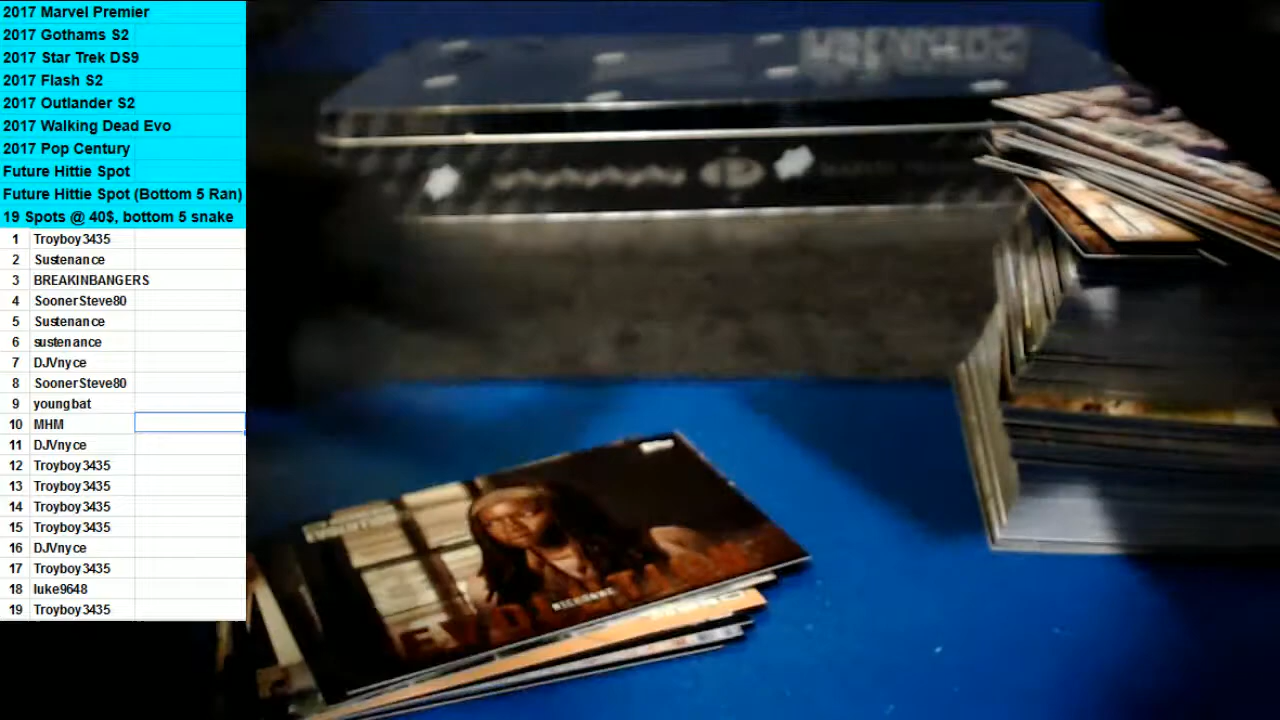 2017 Marvel Premier
2017 Gothams S2
2017 Star Trek DS9
2017 Flash S2
2017 Outlander S2
2017 Walking Dead Evo
2017 Pop Century
Future Hittie Spot
Future Hittie Spot (Bottom 5 Ran)
19 Spots @ 40$, bottom 5 snake
1 Troyboy3435
2 Sustenance
3 BREAKINBANGERS
4 SoonerSteve80
5 Sustenance
6 sustenance
7 DJVnyce
8 SoonerSteve80
9 youngbat
10 MHM
11 DJVnyce
12 Troyboy3435
13 Troyboy3435
14 Troyboy3435
15 Troyboy3435
16 DJVnyce
17 Troyboy3435
18 luke9648
19 Troyboy3435
EVOLUTION
MICHONNE